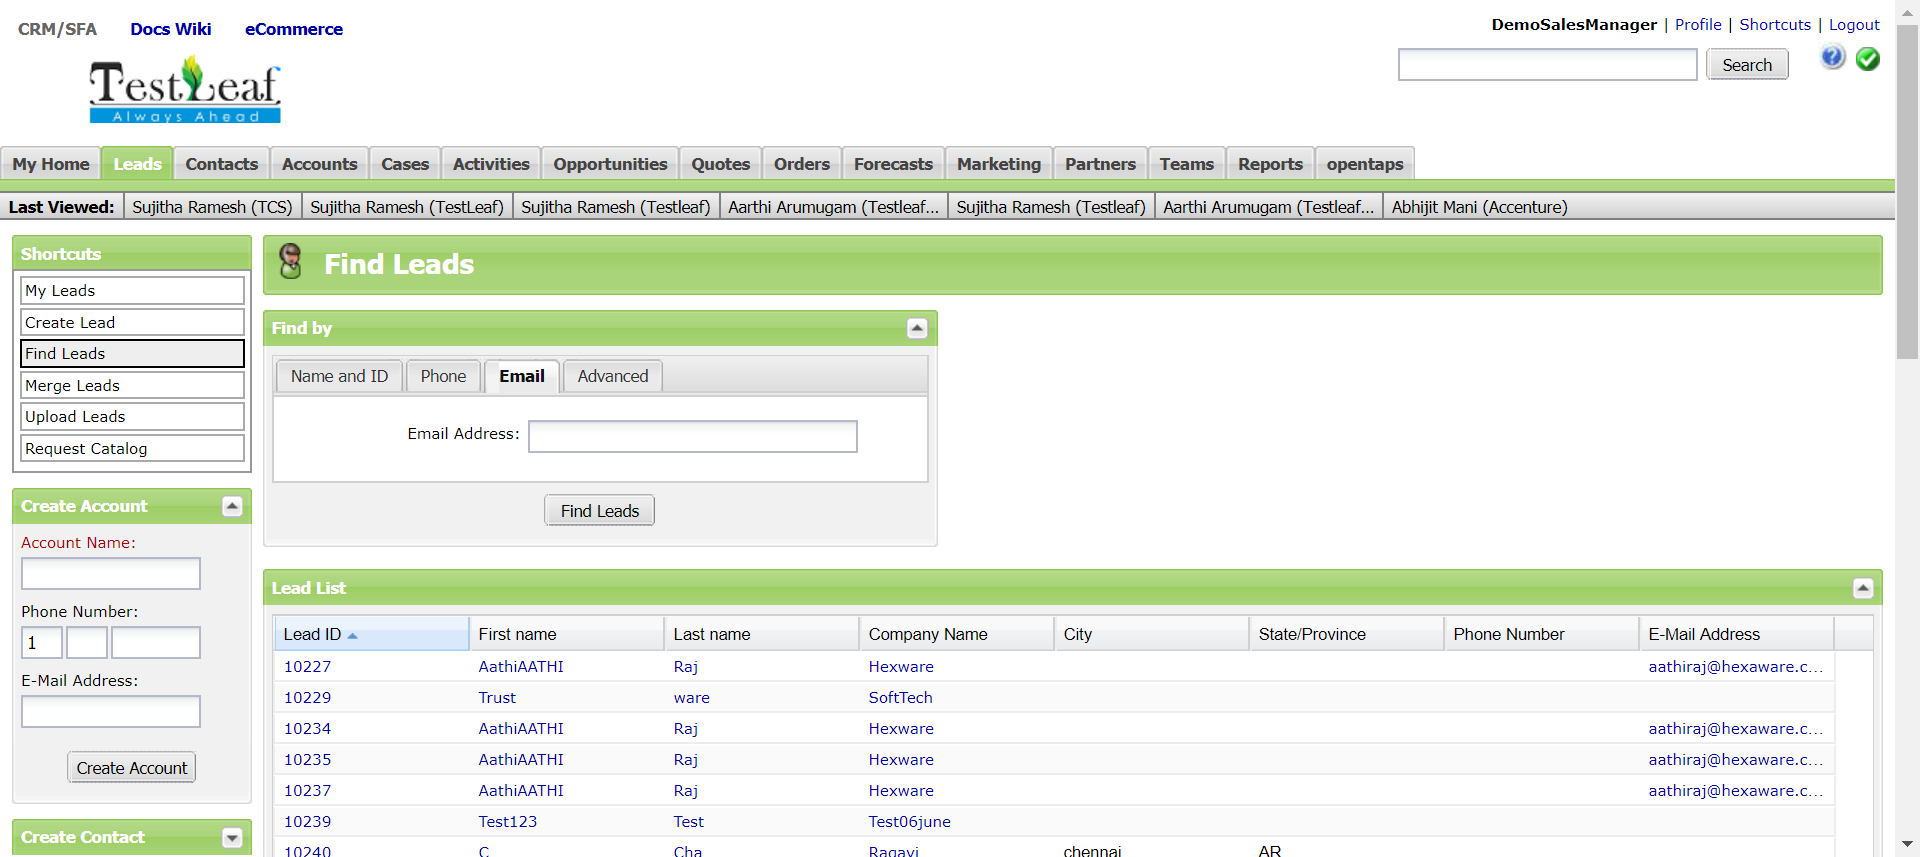 CRM/SFA Docs Wiki eCommerce
DemoSalesManager | Profile | Shortcuts | Logout
Search
TestLeaf
Always Ahead
My Home Leads Contacts Accounts Cases Activities Opportunities Quotes Orders Forecasts Marketing Partners Teams Reports opentaps
Last Viewed: Sujitha Ramesh (TCS) Sujitha Ramesh (TestLeaf) Sujitha Ramesh (Testleaf) Aarthi Arumugam (Testleaf... Sujitha Ramesh (Testleaf) Aarthi Arumugam (Testleaf... Abhijit Mani (Accenture)
Shortcuts
My Leads
Create Lead
Find Leads
Merge Leads
Upload Leads
Request Catalog
Create Account
Account Name:
Phone Number:
1
E-Mail Address:
Create Account
Create Contact
Find Leads
Find by
Name and ID Phone Email Advanced
Email Address:
Find Leads
Lead List
Lead ID First name Last name Company Name City State/Province Phone Number E-Mail Address
10227 AathiAATHI Raj Hexware aathiraj@hexaware.c...
10229 Trust ware SoftTech
10234 AathiAATHI Raj Hexware aathiraj@hexaware.c...
10235 AathiAATHI Raj Hexware aathiraj@hexaware.c...
10237 AathiAATHI Raj Hexware aathiraj@hexaware.c...
10239 Test123 Test Test06june
10240 C Cha Ragavi chennai AR